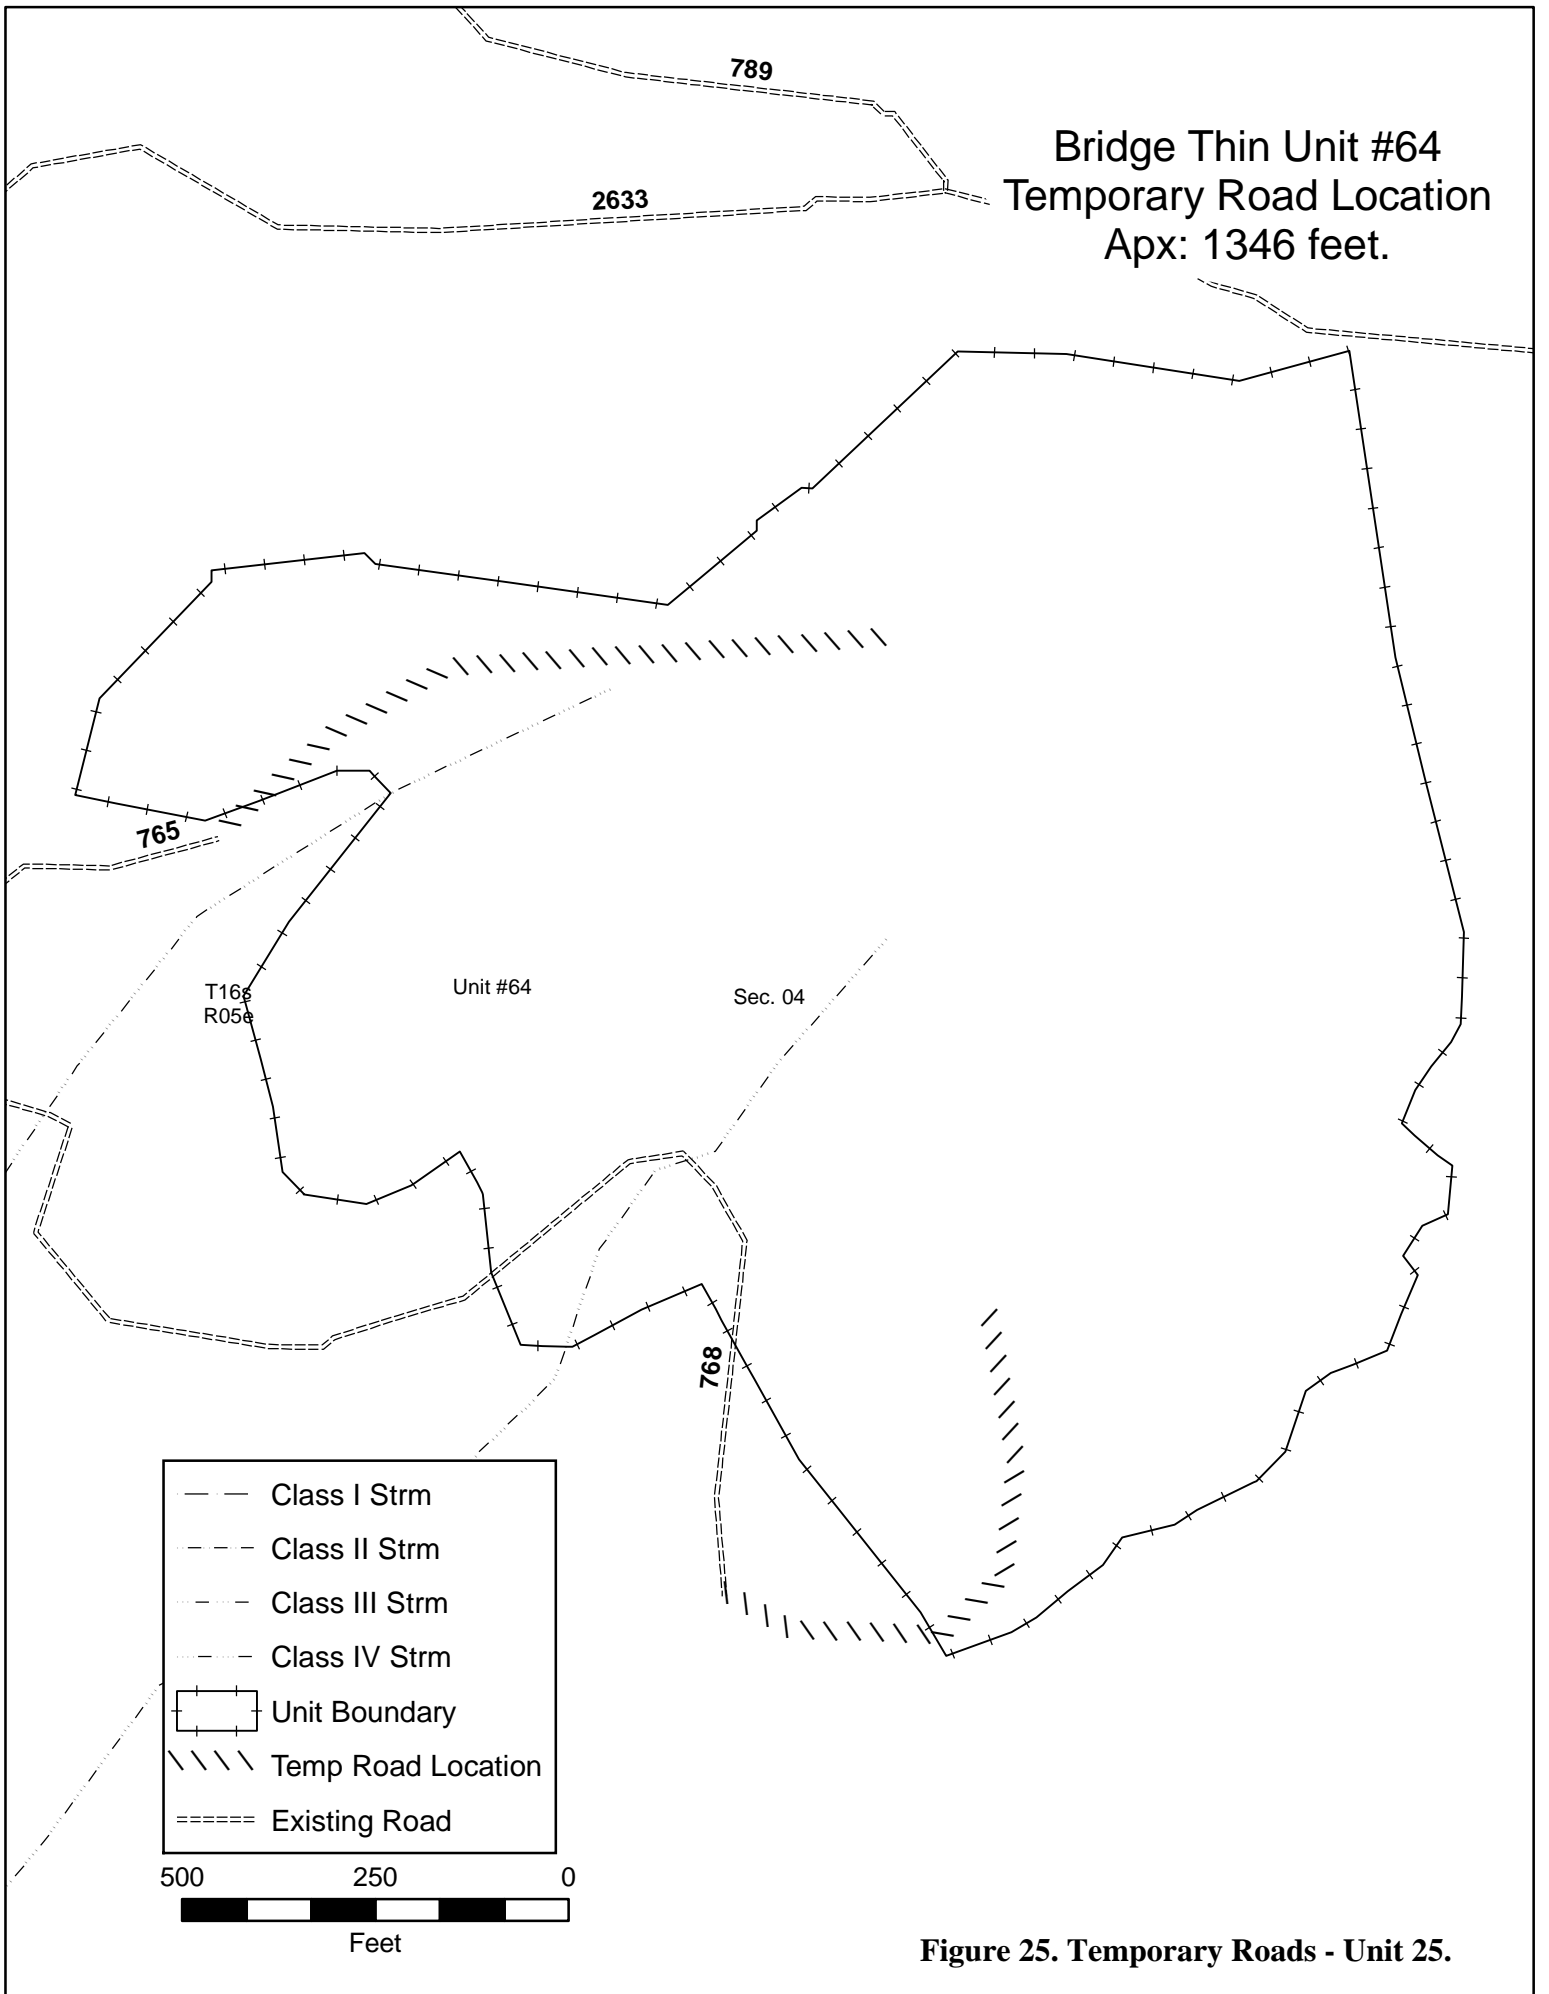 789
2633
Bridge Thin Unit #64
Temporary Road Location
Apx: 1346 feet.
765
T16s
R05e
Unit #64
Sec. 04
768
Class I Strm
Class II Strm
Class III Strm
Class IV Strm
Unit Boundary
Temp Road Location
Existing Road
500 250 0
Feet
Figure 25. Temporary Roads - Unit 25.